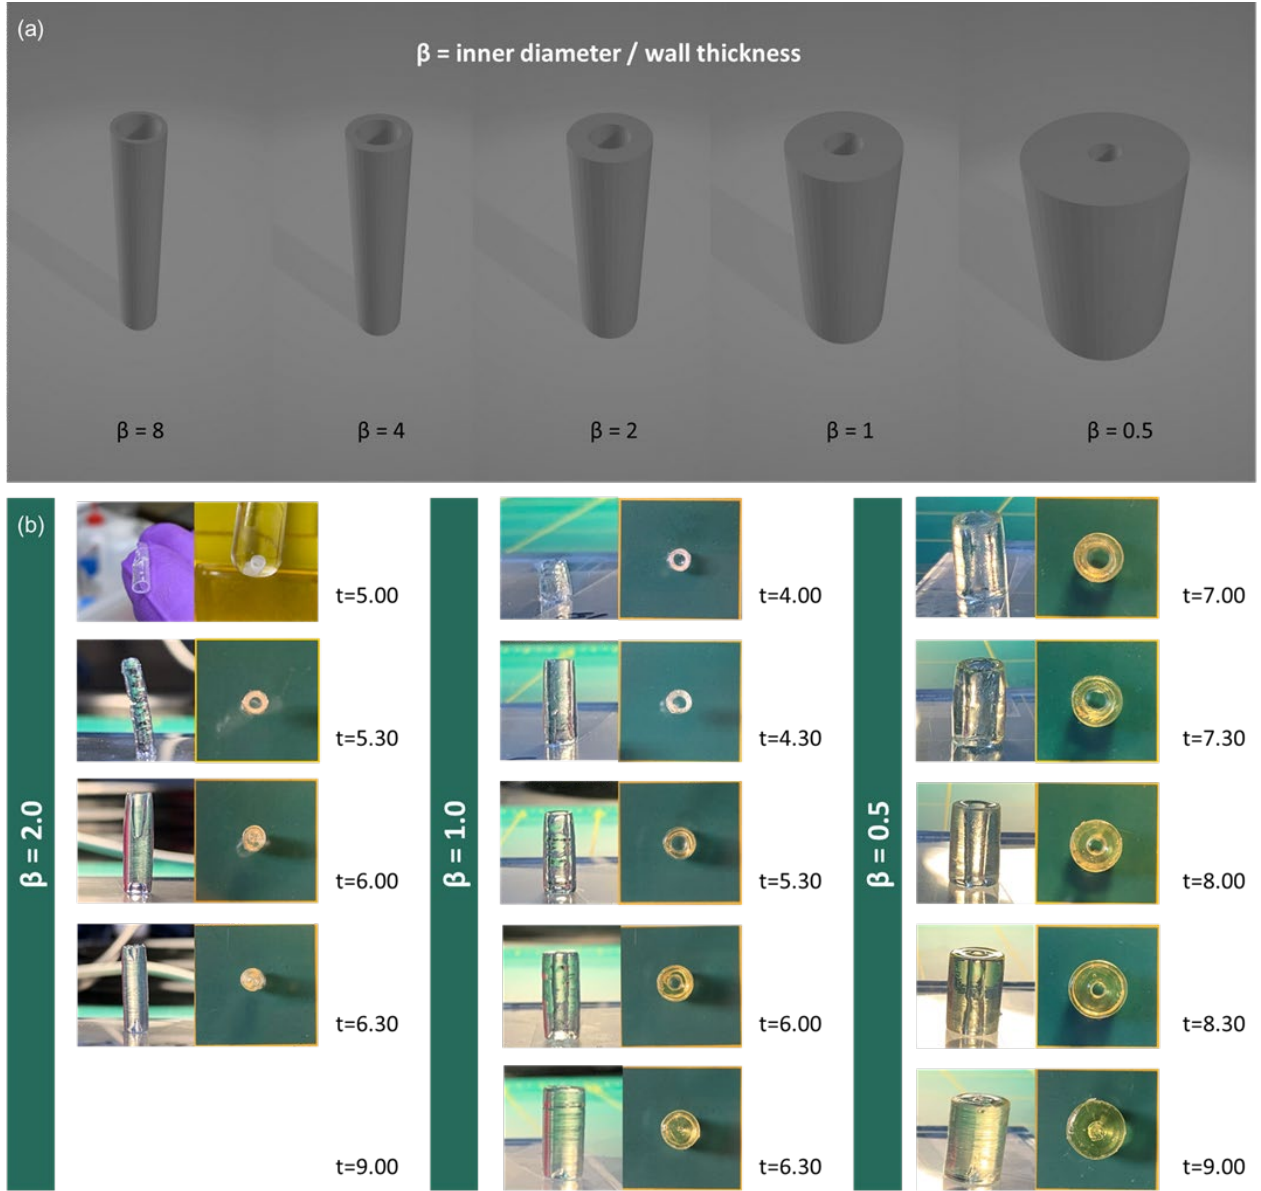 (a)
β = inner diameter / wall thickness
β = 8
β = 4
β = 2
β = 1
β = 0.5
(b)
β = 2.0
t=5.00
t=5.30
t=6.00
t=6.30
t=9.00
β = 1.0
t=4.00
t=4.30
t=5.30
t=6.00
t=6.30
β = 0.5
t=7.00
t=7.30
t=8.00
t=8.30
t=9.00